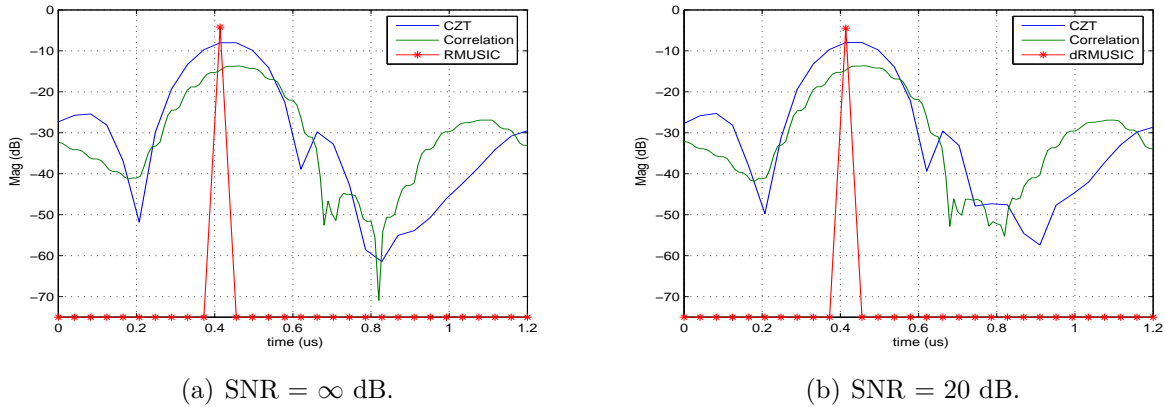 0
−10
−20
−30
−40
−50
−60
−70
Mag (dB)
0 0.2 0.4 0.6 0.8 1 1.2
time (us)
CZT
Correlation
RMUSIC
(a) SNR = ∞ dB.
0
−10
−20
−30
−40
−50
−60
−70
Mag (dB)
0 0.2 0.4 0.6 0.8 1 1.2
time (us)
CZT
Correlation
dRMUSIC
(b) SNR = 20 dB.